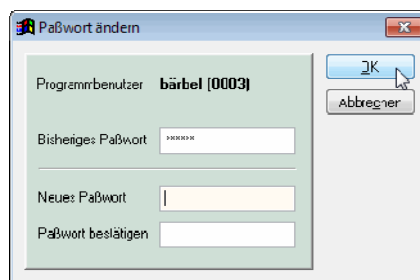 Paßwort ändern
Programmbenutzer bärbel (0003)
OK
Abbrechen
Bisheriges Paßwort ******
Neues Paßwort
Paßwort bestätigen